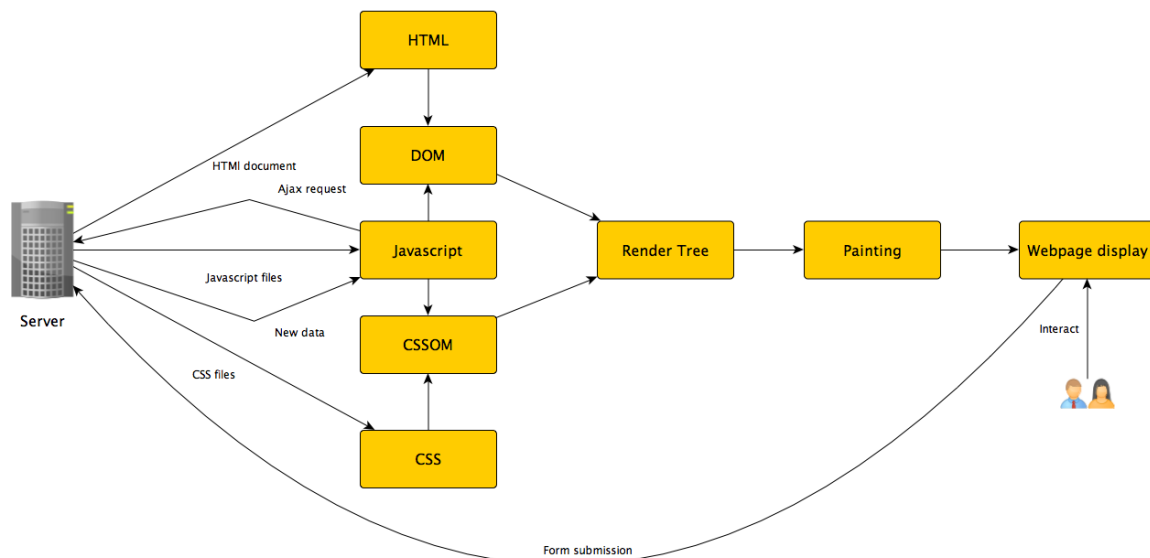 HTML
DOM
HTMl document
Ajax request
Javascript
Render Tree
Painting
Webpage display
Javascript files
Server
New data
CSSOM
Interact
CSS files
CSS
Form submission